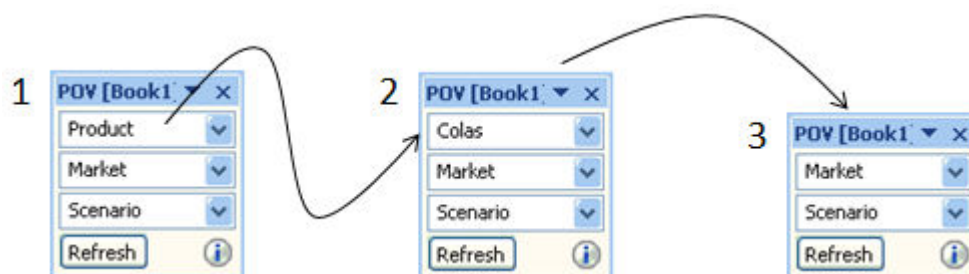 1
POV [Book1]
Product
Market
Scenario
Refresh
2
POV [Book1]
Colas
Market
Scenario
Refresh
3
POV [Book1]
Market
Scenario
Refresh